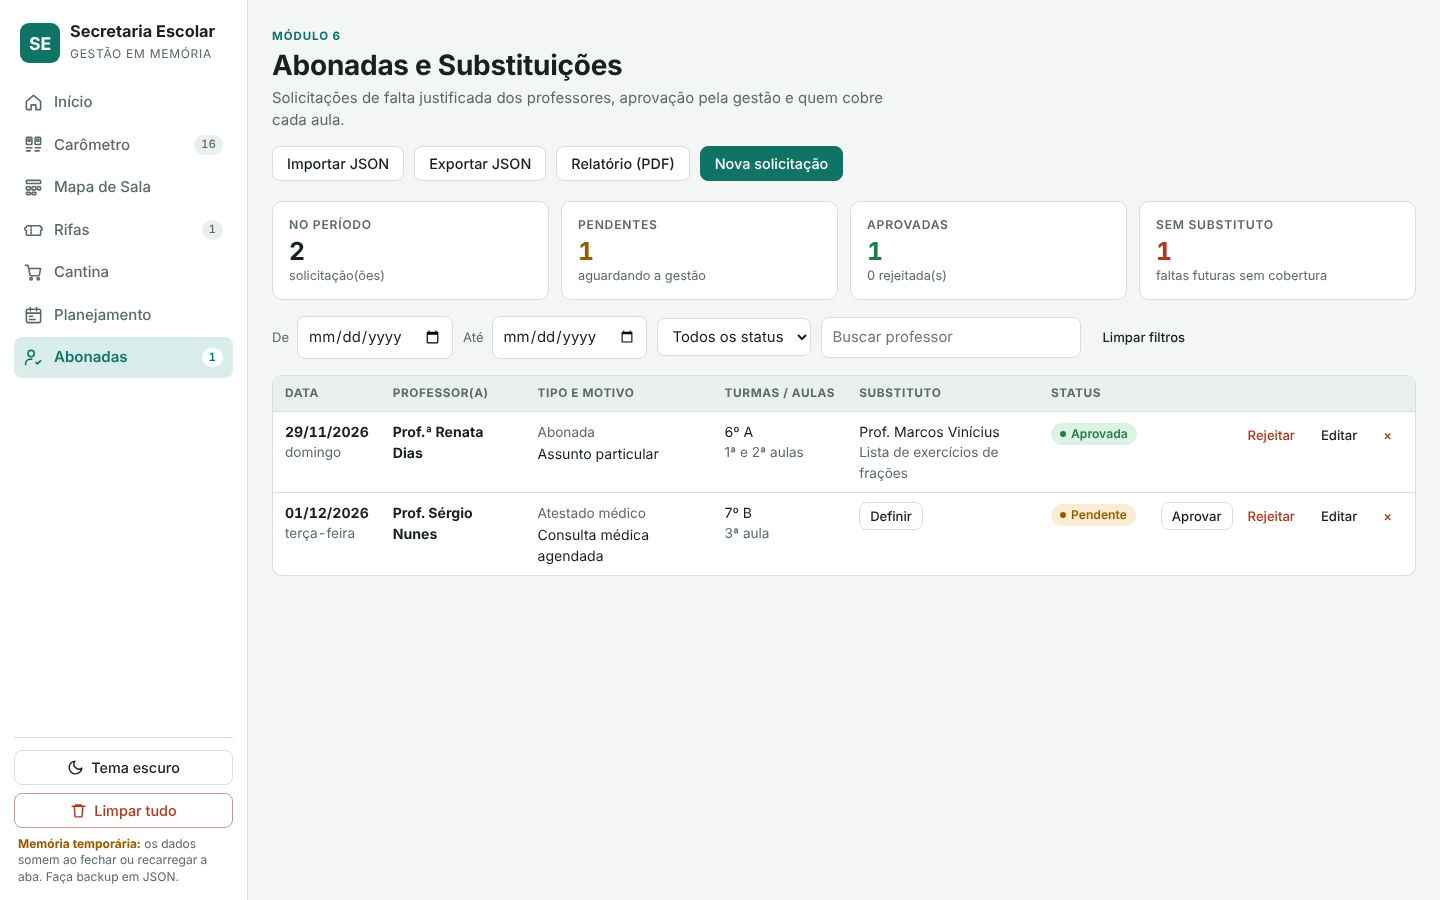 SE
Secretaria Escolar
GESTÃO EM MEMÓRIA
Início
Carômetro 16
Mapa de Sala
Rifas 1
Cantina
Planejamento
Abonadas 1
Tema escuro
Limpar tudo
Memória temporária: os dados
somem ao fechar ou recarregar a
aba. Faça backup em JSON.
MÓDULO 6
Abonadas e Substituições
Solicitações de falta justificada dos professores, aprovação pela gestão e quem cobre
cada aula.
Importar JSON Exportar JSON Relatório (PDF) Nova solicitação
NO PERÍODO
2
solicitação(ões)
PENDENTES
1
aguardando a gestão
APROVADAS
1
0 rejeitada(s)
SEM SUBSTITUTO
1
faltas futuras sem cobertura
De mm/dd/yyyy Até mm/dd/yyyy Todos os status Buscar professor Limpar filtros
DATA PROFESSOR(A) TIPO E MOTIVO TURMAS / AULAS SUBSTITUTO STATUS
29/11/2026 Prof.ª Renata Abonada 6º A Prof. Marcos Vinícius Aprovada Rejeitar Editar ×
domingo Dias Assunto particular 1ª e 2ª aulas Lista de exercícios de
frações
01/12/2026 Prof. Sérgio Atestado médico 7º B Definir Pendente Aprovar Rejeitar Editar ×
terça-feira Nunes Consulta médica 3ª aula
agendada